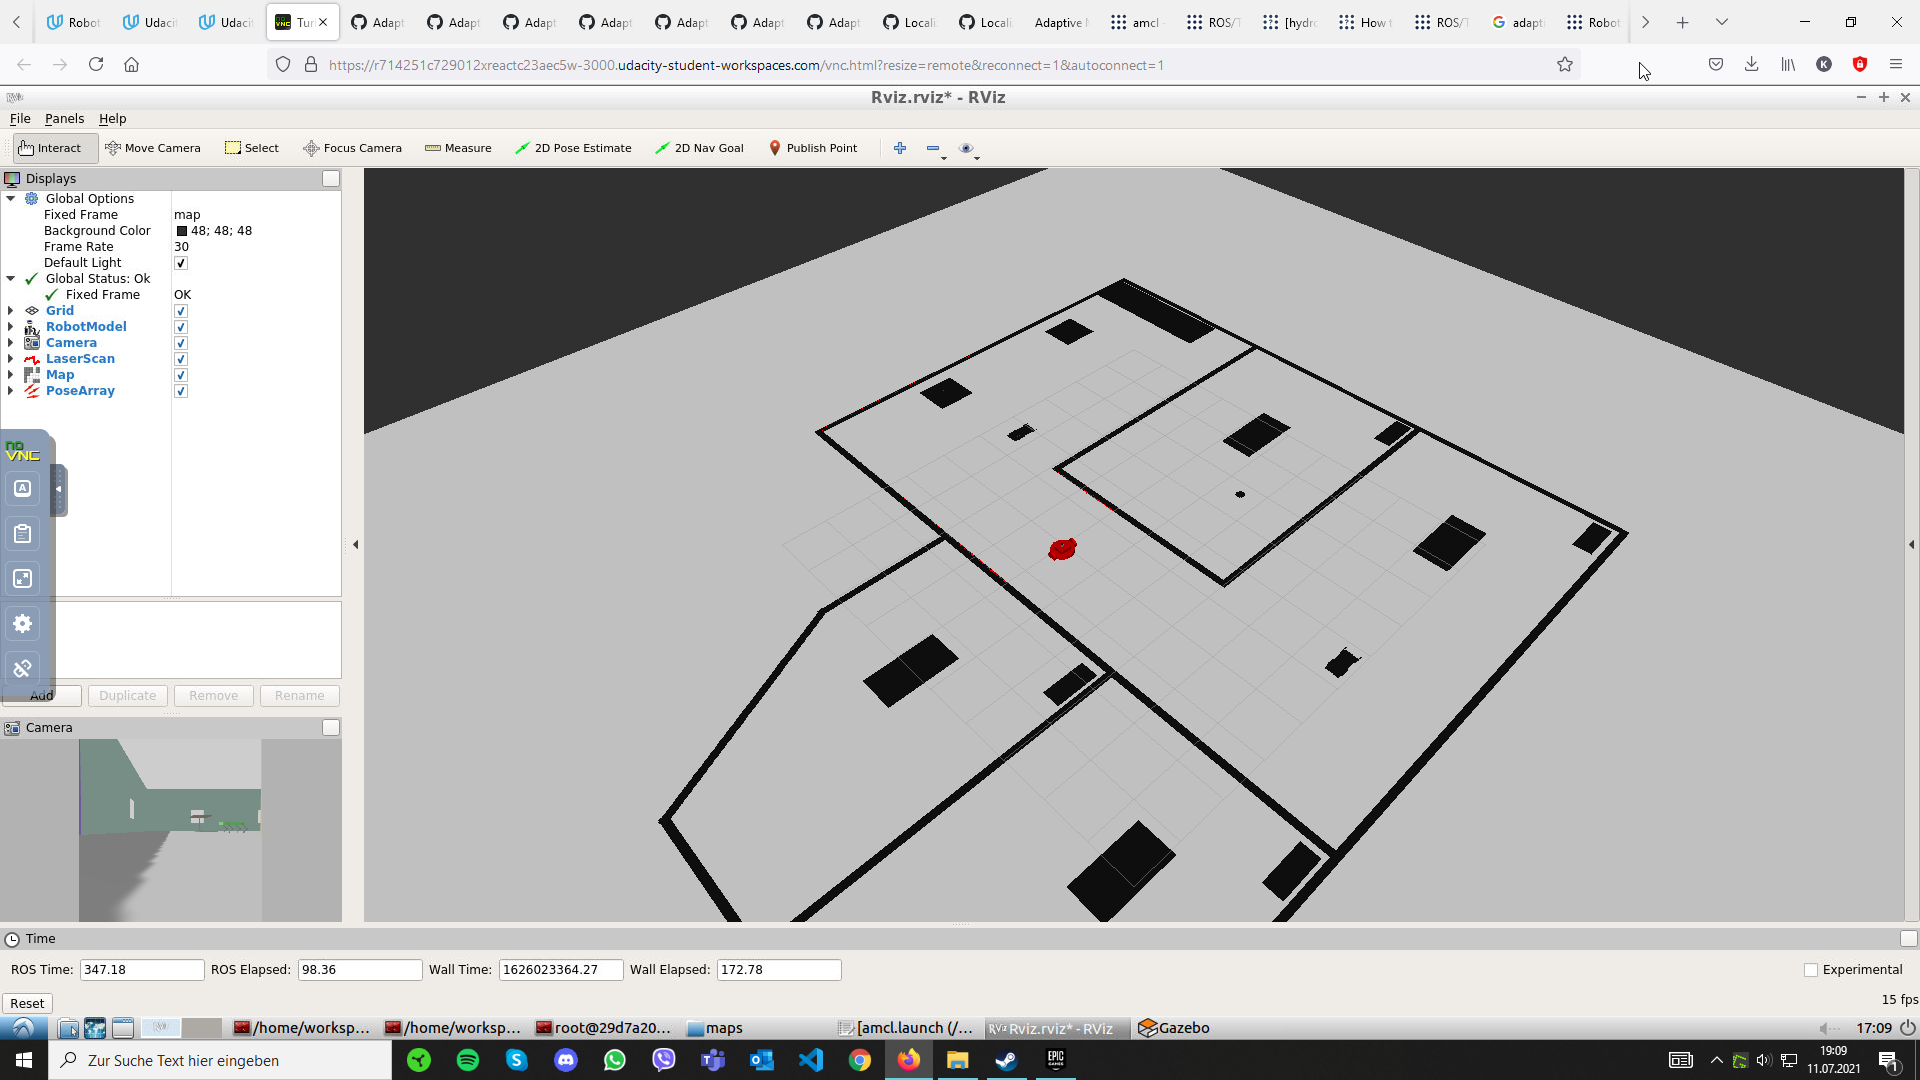 Robot
Udaci
Udaci
Tur
Adapt
Adapt
Adapt
Adapt
Adapt
Adapt
Adapt
Locali
Locali
Adaptive M
amcl -
ROS/T
[hydro
How t
ROS/T
adapti
Robot
https://r714251c729012xreactc23aec5w-3000.udacity-student-workspaces.com/vnc.html?resize=remote&reconnect=1&autoconnect=1
Rviz.rviz* - RViz
File Panels Help
Interact Move Camera Select Focus Camera Measure 2D Pose Estimate 2D Nav Goal Publish Point
Displays
Global Options
Fixed Frame map
Background Color 48; 48; 48
Frame Rate 30
Default Light
Global Status: Ok
Fixed Frame OK
Grid
RobotModel
Camera
LaserScan
Map
PoseArray
no
VNC
A
Add Duplicate Remove Rename
Camera
Time
ROS Time: 347.18 ROS Elapsed: 98.36 Wall Time: 1626023364.27 Wall Elapsed: 172.78 Experimental
Reset 15 fps
/home/worksp... /home/worksp... root@29d7a20... maps [amcl.launch (/... Rviz.rviz* - RViz Gazebo 17:09
Zur Suche Text hier eingeben
EPIC
GAMES
19:09
11.07.2021
1